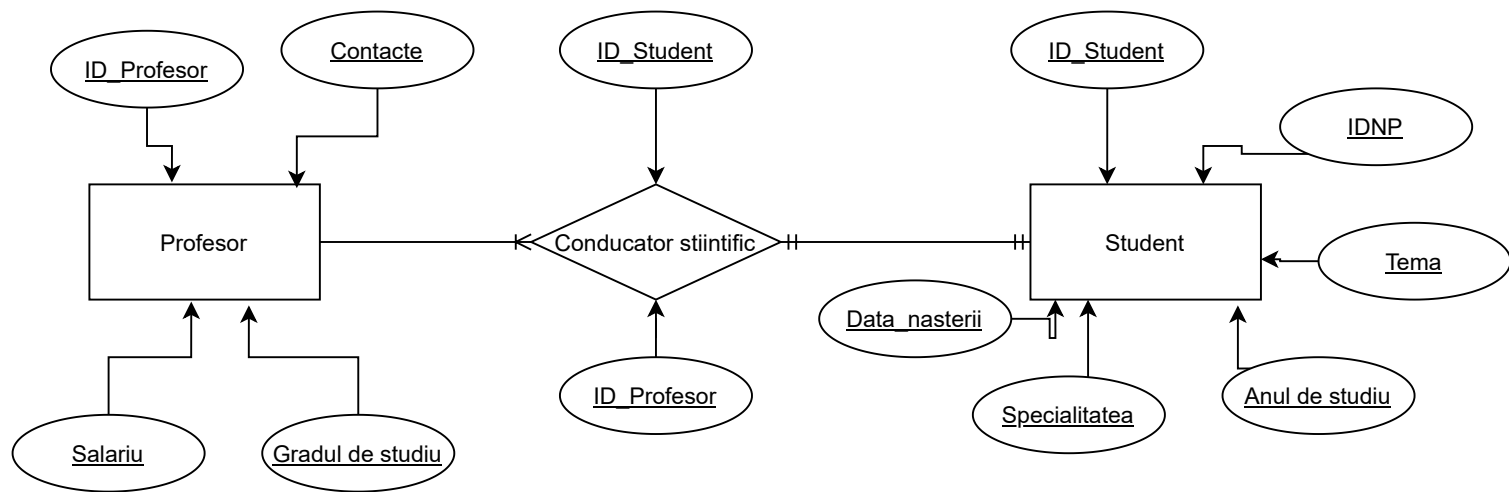 Contacte
ID_Student
ID_Student
ID_Profesor
IDNP
Profesor
Conducator stiintific
Student
Tema
Data_nasterii
ID_Profesor
Anul de studiu
Specialitatea
Salariu
Gradul de studiu